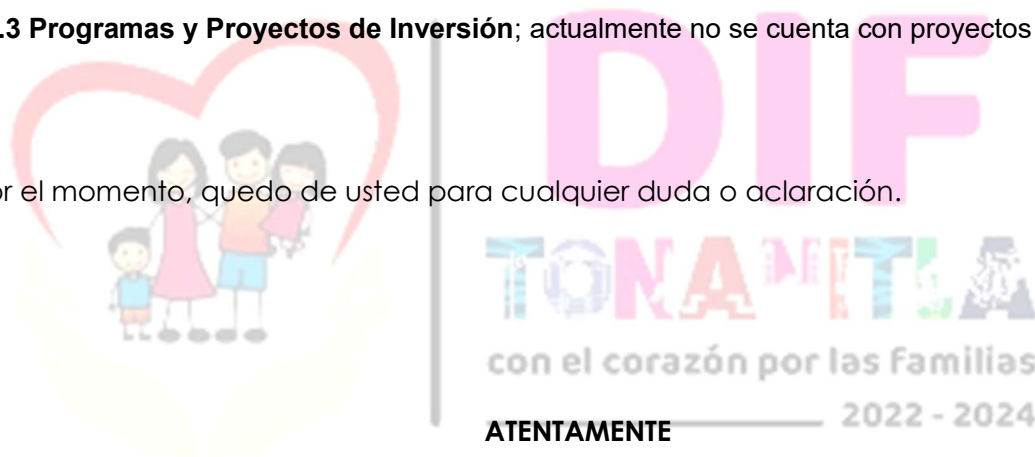 .3 Programas y Proyectos de Inversión; actualmente no se cuenta con proyectos
DIF
or el momento, quedo de usted para cualquier duda o aclaración.
TONANITLA
con el corazón por las familias
2022 - 2024
ATENTAMENTE